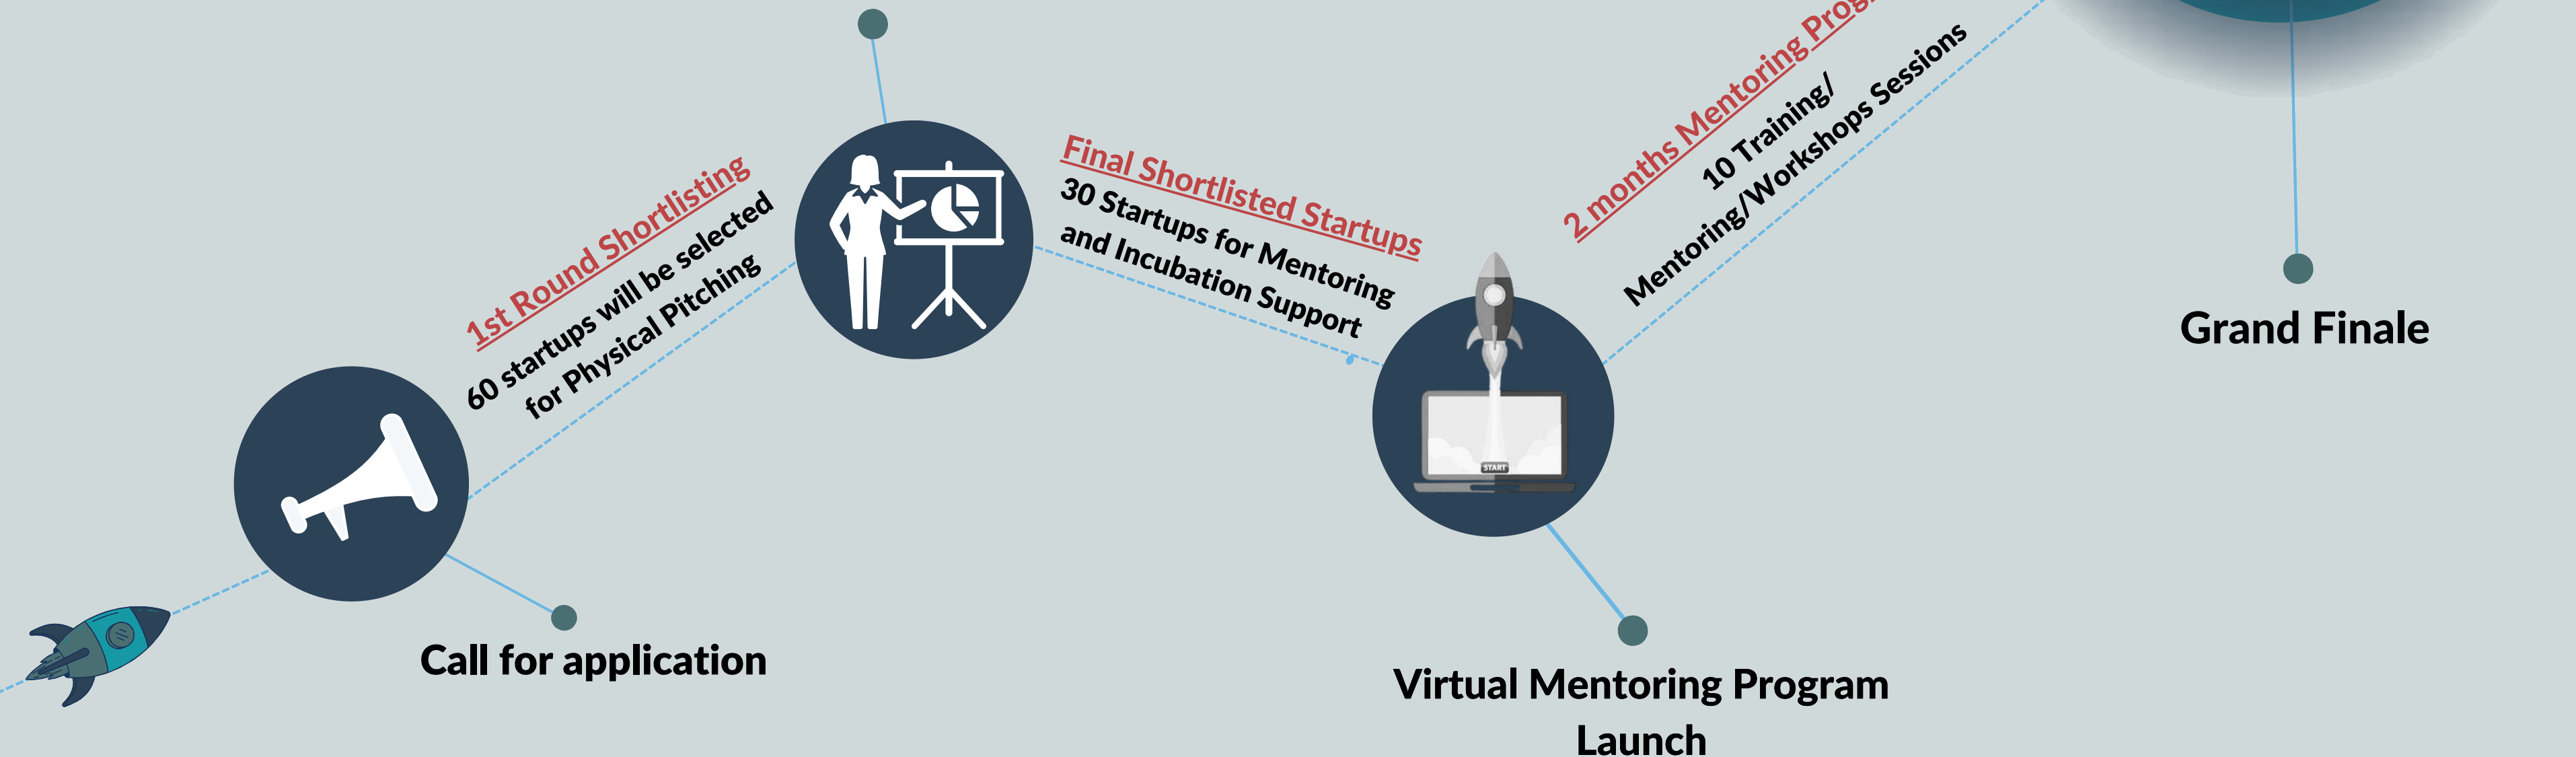 1st Round Shortlisting
60 startups will be selected
for Physical Pitching
Call for application
Final Shortlisted Startups
30 Startups for Mentoring
and Incubation Support
START
Virtual Mentoring Program
Launch
2 months Mentoring
10 Training/
Mentoring/Workshops Sessions
Grand Finale